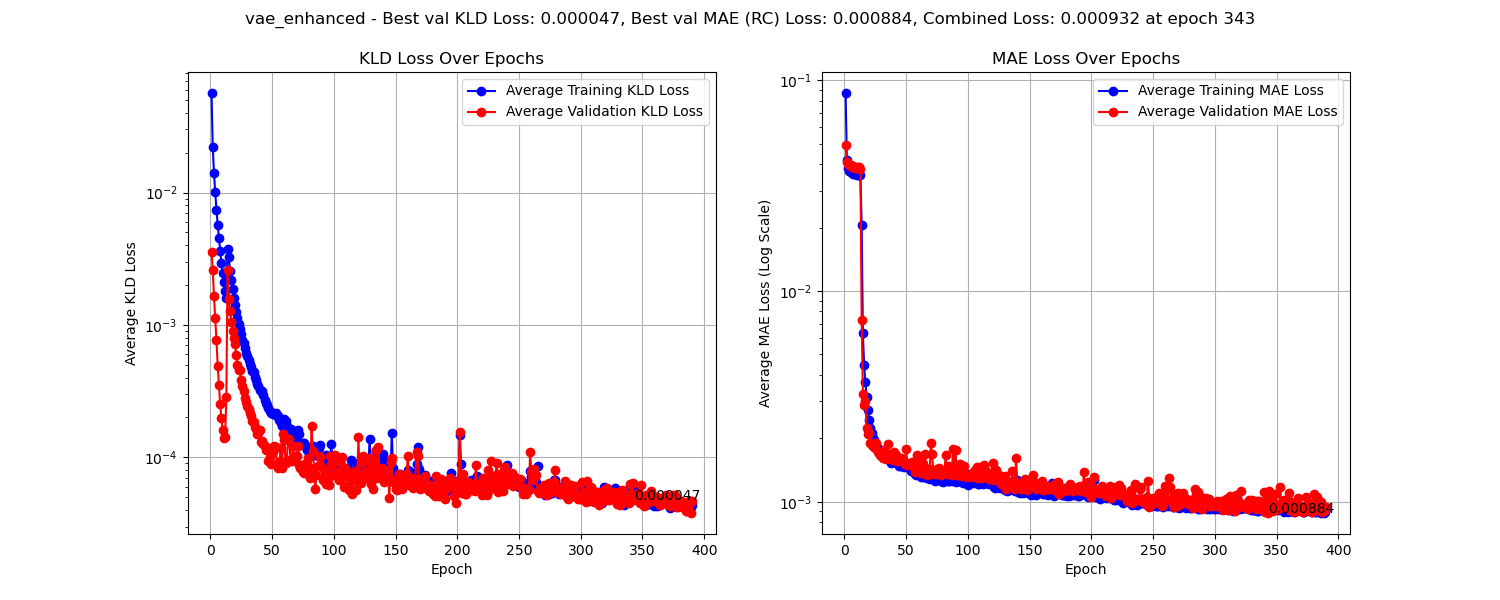 vae_enhanced - Best val KLD Loss: 0.000047, Best val MAE (RC) Loss: 0.000884, Combined Loss: 0.000932 at epoch 343
KLD Loss Over Epochs
Average Training KLD Loss
Average Validation KLD Loss
Average KLD Loss
10⁻²
10⁻³
10⁻⁴
0.000047
0 50 100 150 200 250 300 350 400
Epoch
MAE Loss Over Epochs
Average Training MAE Loss
Average Validation MAE Loss
Average MAE Loss (Log Scale)
10⁻¹
10⁻²
10⁻³
0.000884
0 50 100 150 200 250 300 350 400
Epoch